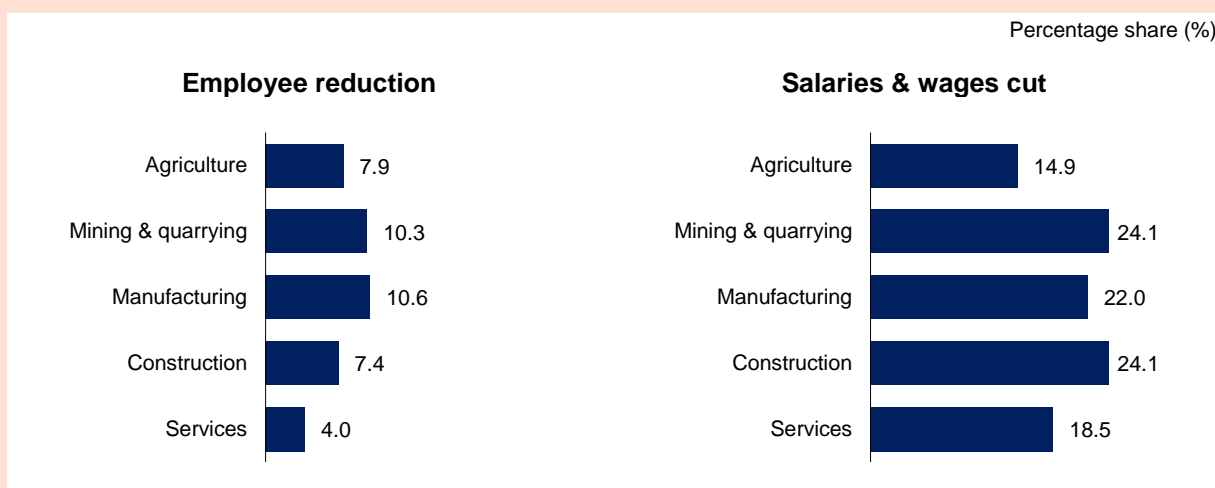 Percentage share (%)
Employee reduction
Agriculture 7.9
Mining & quarrying 10.3
Manufacturing 10.6
Construction 7.4
Services 4.0
Salaries & wages cut
Agriculture 14.9
Mining & quarrying 24.1
Manufacturing 22.0
Construction 24.1
Services 18.5